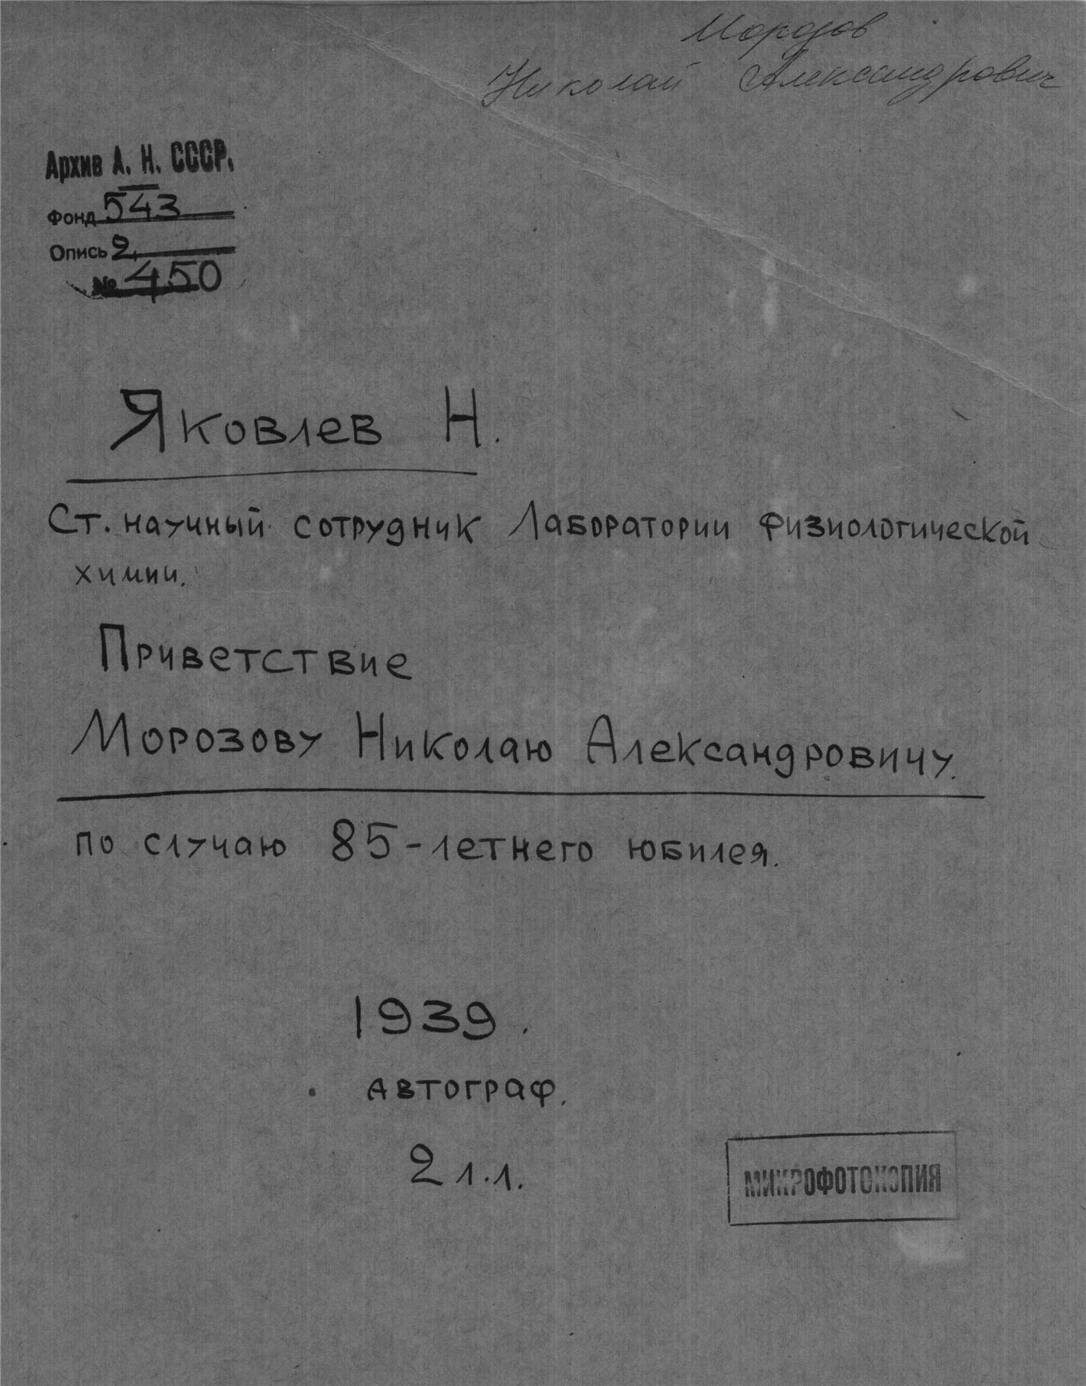 Морозов
Николай Александрович
Архив А. Н. СССР.
Фонд 543
Опись 2
№ 450
Яковлев Н.
Ст. научный сотрудник Лаборатории физиологической
химии.
Приветствие
Морозову Николаю Александровичу.
по случаю 85-летнего юбилея.
1939.
автограф.
2 л.л.
МИКРОФОТОКОПИЯ